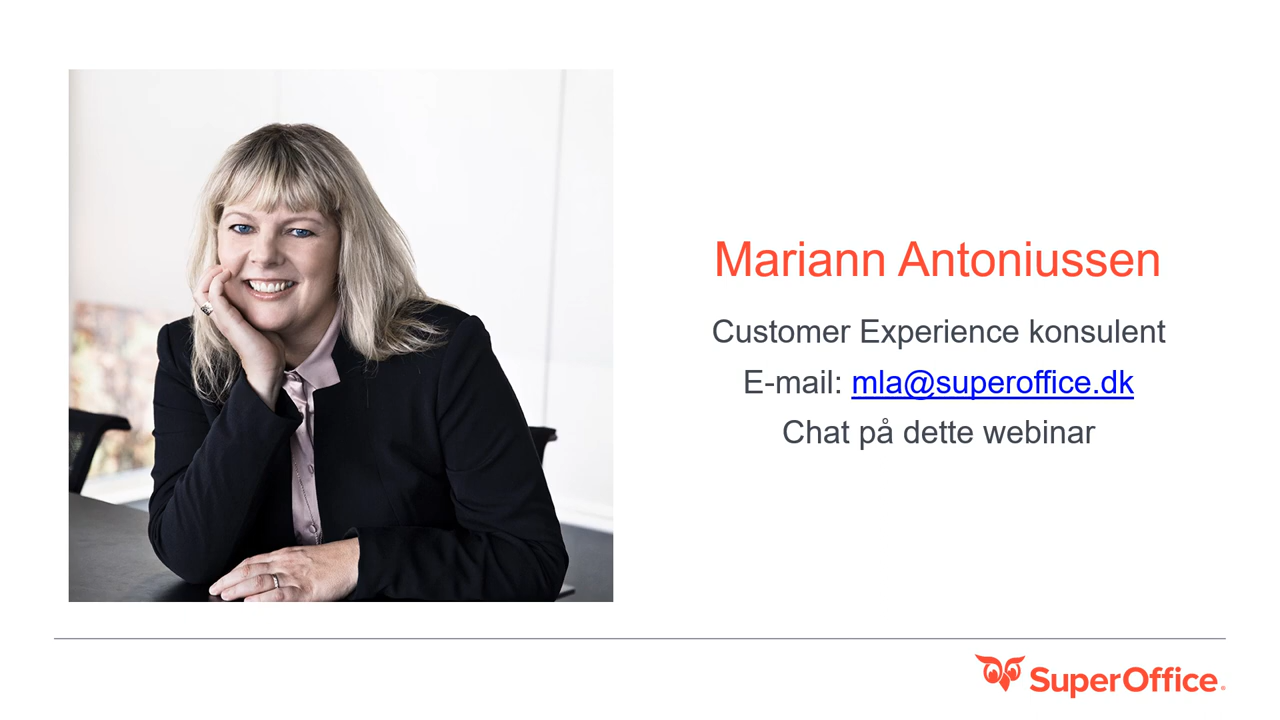 Mariann Antoniussen
Customer Experience konsulent
E-mail: mla@superoffice.dk
Chat på dette webinar
SuperOffice